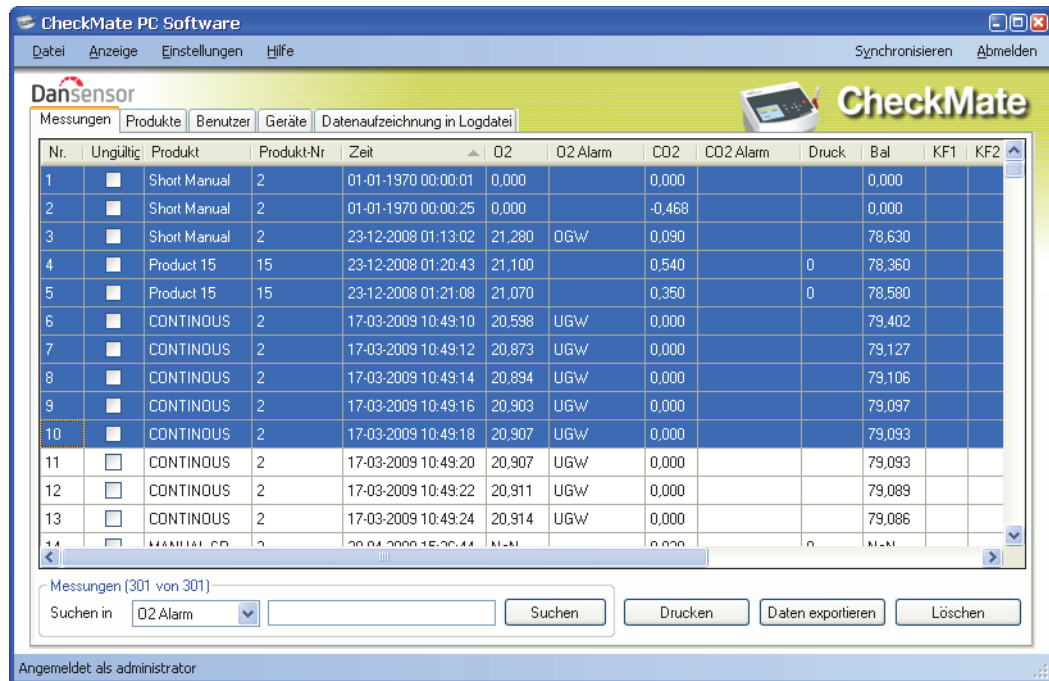 CheckMate PC Software
Datei Anzeige Einstellungen Hilfe Synchronisieren Abmelden
Dansensor
CheckMate
Messungen Produkte Benutzer Geräte Datenaufzeichnung in Logdatei
Nr. Ungültig Produkt Produkt-Nr Zeit O2 O2 Alarm CO2 CO2 Alarm Druck Bal KF1 KF2
1 Short Manual 2 01-01-1970 00:00:01 0,000 0,000 0,000
2 Short Manual 2 01-01-1970 00:00:25 0,000 -0,468 0,000
3 Short Manual 2 23-12-2008 01:13:02 21,280 OGW 0,090 78,630
4 Product 15 15 23-12-2008 01:20:43 21,100 0,540 0 78,360
5 Product 15 15 23-12-2008 01:21:08 21,070 0,350 0 78,580
6 CONTINOUS 2 17-03-2009 10:49:10 20,598 UGW 0,000 79,402
7 CONTINOUS 2 17-03-2009 10:49:12 20,873 UGW 0,000 79,127
8 CONTINOUS 2 17-03-2009 10:49:14 20,894 UGW 0,000 79,106
9 CONTINOUS 2 17-03-2009 10:49:16 20,903 UGW 0,000 79,097
10 CONTINOUS 2 17-03-2009 10:49:18 20,907 UGW 0,000 79,093
11 CONTINOUS 2 17-03-2009 10:49:20 20,907 UGW 0,000 79,093
12 CONTINOUS 2 17-03-2009 10:49:22 20,911 UGW 0,000 79,089
13 CONTINOUS 2 17-03-2009 10:49:24 20,914 UGW 0,000 79,086
Messungen (301 von 301)
Suchen in O2 Alarm Suchen Drucken Daten exportieren Löschen
Angemeldet als administrator